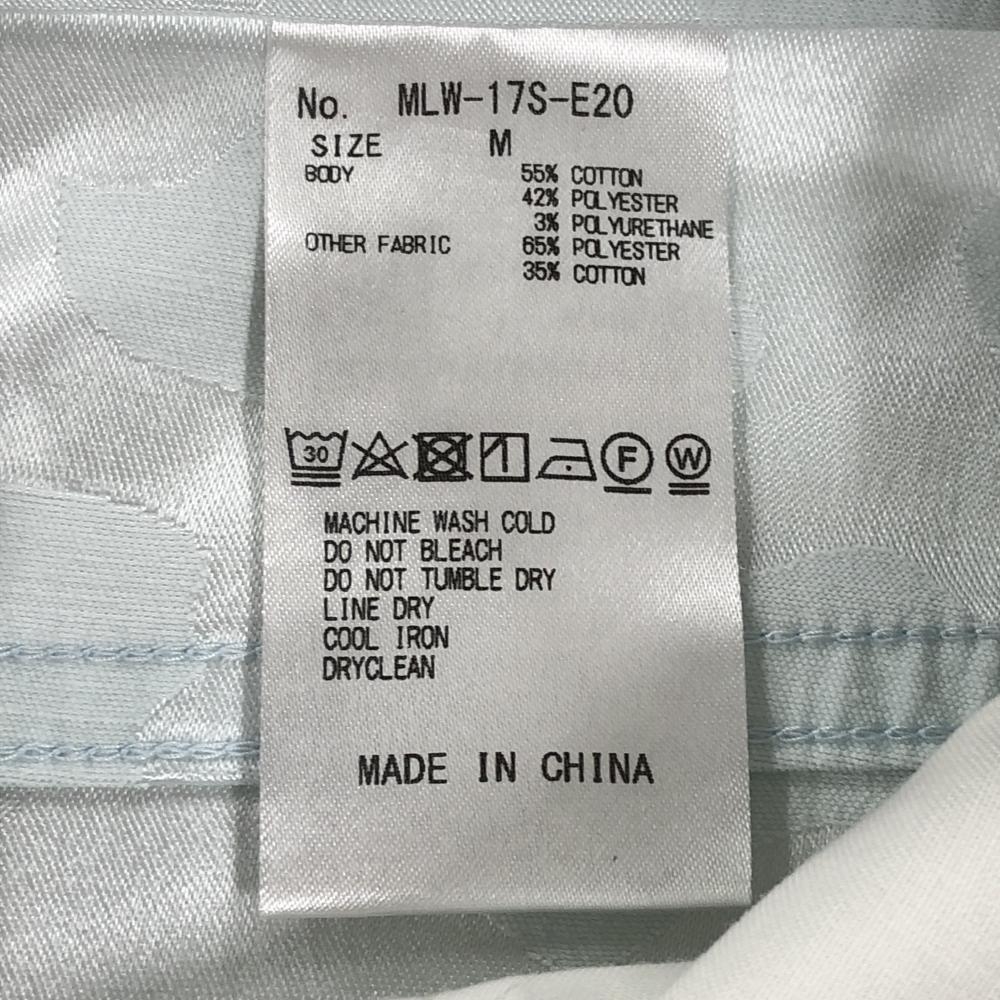 No. MLW-17S-E20
SIZE M
BODY 55% COTTON
42% POLYESTER
3% POLYURETHANE
OTHER FABRIC 65% POLYESTER
35% COTTON
30 F W
MACHINE WASH COLD
DO NOT BLEACH
DO NOT TUMBLE DRY
LINE DRY
COOL IRON
DRYCLEAN
MADE IN CHINA